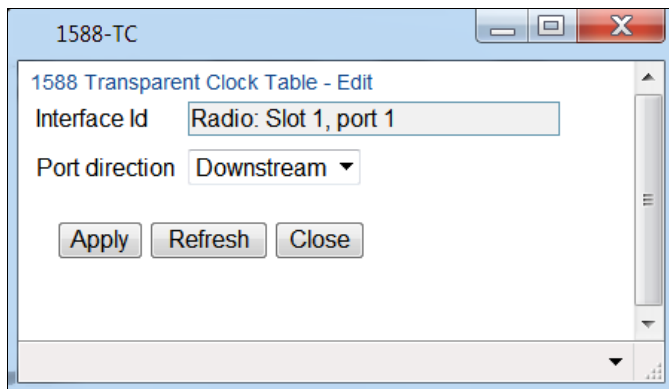 1588-TC
1588 Transparent Clock Table - Edit
Interface Id Radio: Slot 1, port 1
Port direction Downstream
Apply Refresh Close